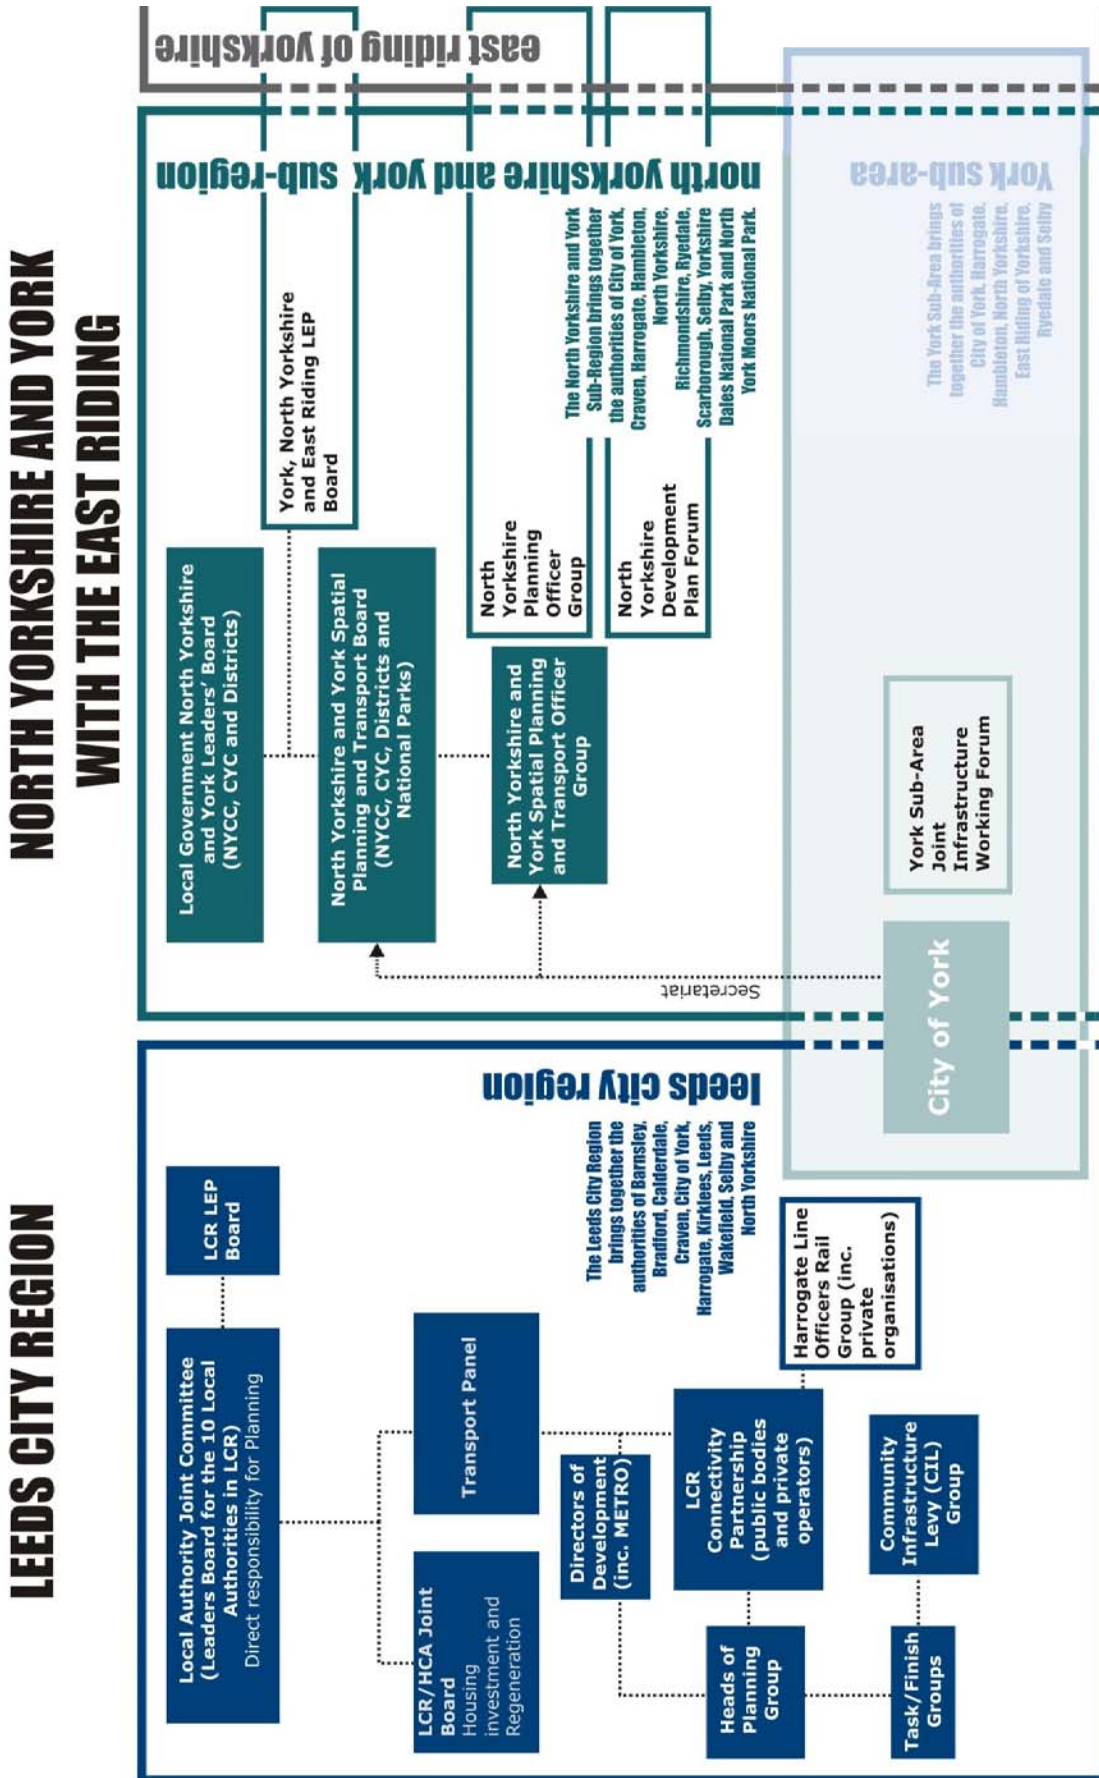 LEEDS CITY REGION
NORTH YORKSHIRE AND YORK
WITH THE EAST RIDING
Local Authority Joint Committee
(Leaders Board for the 10 Local
Authorities in LCR)
Direct responsibility for Planning
LCR LEP
Board
LCR/HCA Joint
Board
Housing
investment and
Regeneration
Transport Panel
Directors of
Development
(inc. METRO)
LCR
Connectivity
Partnership
(public bodies
and private
operators)
Heads of
Planning
Group
Harrogate Line
Officers Rail
Group (inc.
private
organisations)
Task/Finish
Groups
Community
Infrastructure
Levy (CIL)
Group
leeds city region
The Leeds City Region
brings together the
authorities of Barnsley,
Bradford, Calderdale,
Craven, City of York,
Harrogate, Kirklees, Leeds,
Wakefield, Selby and
North Yorkshire
Local Government North Yorkshire
and York Leaders' Board
(NYCC, CYC and Districts)
York, North Yorkshire
and East Riding LEP
Board
North Yorkshire and York Spatial
Planning and Transport Board
(NYCC, CYC, Districts and
National Parks)
North Yorkshire and
York Spatial Planning
and Transport Officer
Group
North
Yorkshire
Planning
Officer
Group
North
Yorkshire
Development
Plan Forum
Secretariat
north yorkshire and york sub-region
The North Yorkshire and York
Sub-Region brings together
the authorities of City of York,
Craven, Harrogate, Hambleton,
North Yorkshire,
Richmondshire, Ryedale,
Scarborough, Selby, Yorkshire
Dales National Park and North
York Moors National Park.
east riding of yorkshire
City of York
York Sub-Area
Joint
Infrastructure
Working Forum
York sub-area
The York Sub-Area brings
together the authorities of
City of York, Harrogate,
Hambleton, North Yorkshire,
East Riding of Yorkshire,
Ryedale and Selby